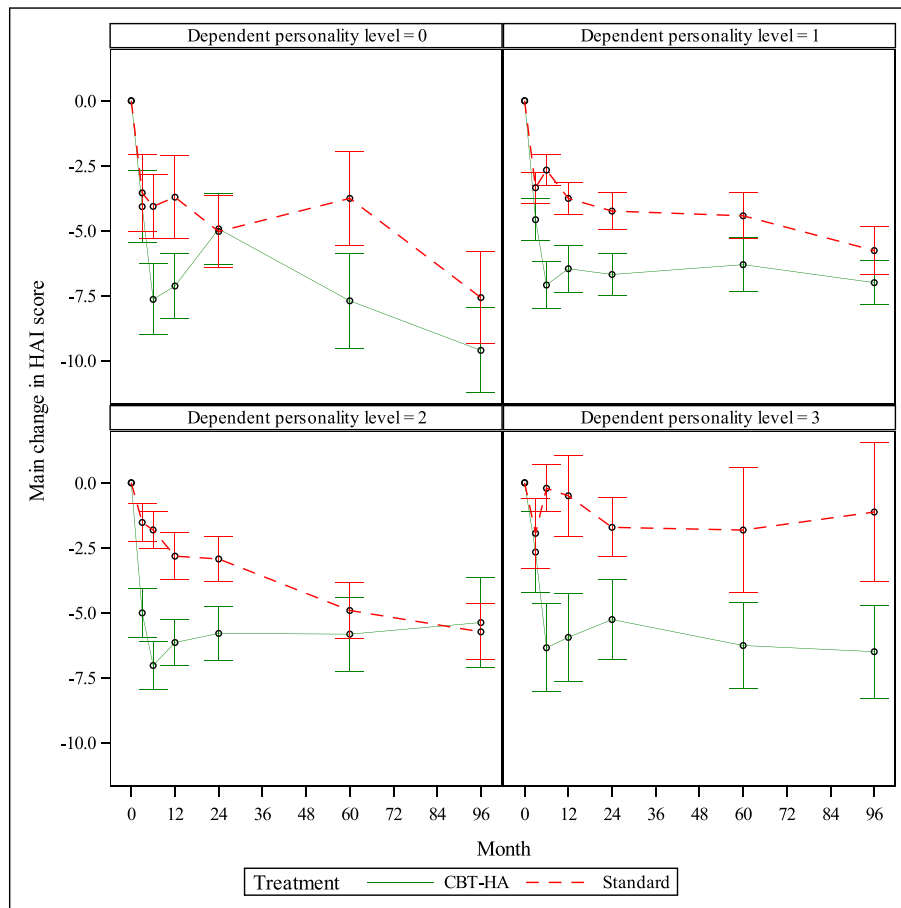 Dependent personality level = 0
Dependent personality level = 1
0.0
-2.5
-5.0
-7.5
-10.0
Main change in HAI score
Dependent personality level = 2
Dependent personality level = 3
0.0
-2.5
-5.0
-7.5
-10.0
0 12 24 36 48 60 72 84 96
0 12 24 36 48 60 72 84 96
Month
Treatment CBT-HA Standard